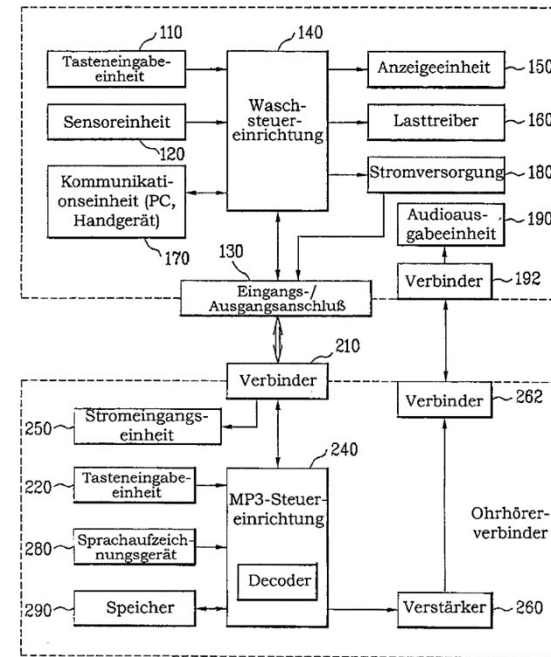 110
140
Tasteneingabe-
einheit
Wasch-
steuer-
einrichtung
Anzeigeeinheit
150
Sensoreinheit
120
Lasttreiber
160
Kommunikati-
onseinheit (PC,
Handgerät)
170
Stromversorgung
180
Audioaus-
gabeeinheit
190
130
Eingangs-/
Ausgangsanschluß
Verbinder
192
210
Verbinder
Verbinder
262
250
Stromeingangs-
einheit
240
220
Tasteneingabe-
einheit
MP3-Steuer-
einrichtung
Ohrhörer-
verbinder
280
Sprachaufzeich-
nungsgerät
Decoder
290
Speicher
Verstärker
260